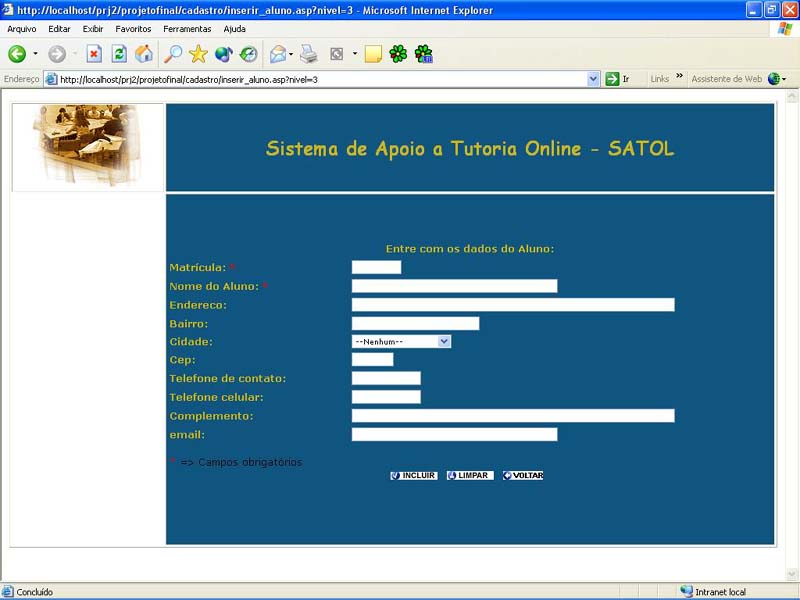 http://localhost/prj2/projetofinal/cadastro/inserir_aluno.asp?nivel=3 - Microsoft Internet Explorer
Arquivo Editar Exibir Favoritos Ferramentas Ajuda
Endereço http://localhost/prj2/projetofinal/cadastro/inserir_aluno.asp?nivel=3 Ir Links » Assistente de Web
Sistema de Apoio a Tutoria Online - SATOL
Entre com os dados do Aluno:
Matrícula: *
Nome do Aluno: *
Endereco:
Bairro:
Cidade: --Nenhum--
Cep:
Telefone de contato:
Telefone celular:
Complemento:
email:
* => Campos obrigatórios
INCLUIR LIMPAR VOLTAR
Concluído Intranet local